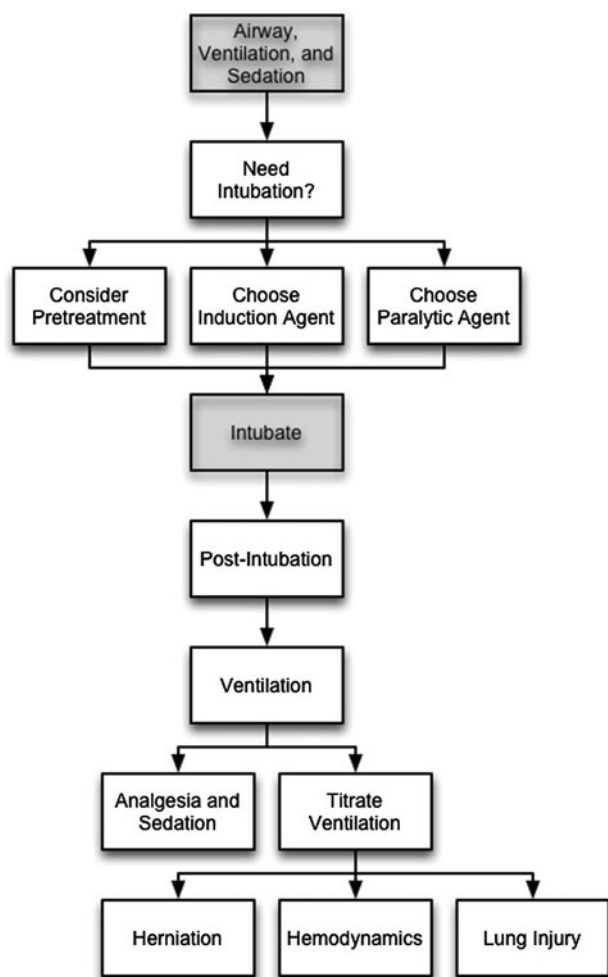 Airway,
Ventilation, and
Sedation
Need
Intubation?
Consider
Pretreatment
Choose
Induction Agent
Choose
Paralytic Agent
Intubate
Post-Intubation
Ventilation
Analgesia and
Sedation
Titrate
Ventilation
Herniation
Hemodynamics
Lung Injury